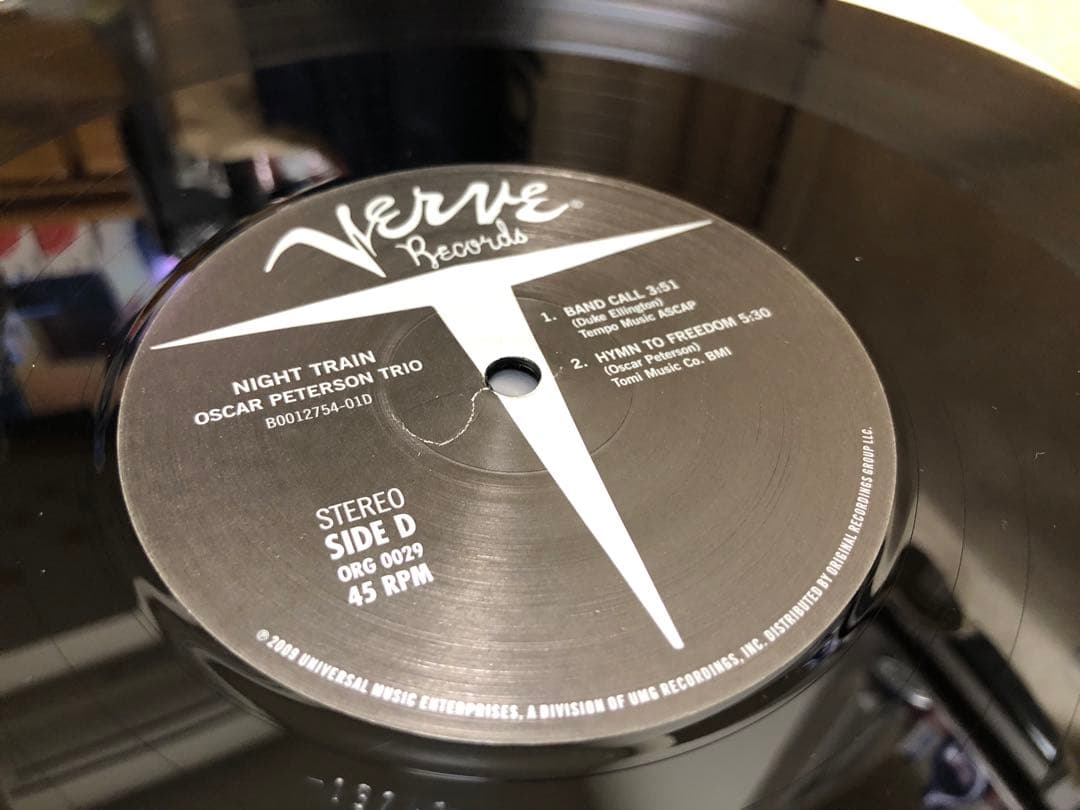 VERVE®
Records
NIGHT TRAIN
OSCAR PETERSON TRIO
B0012754-01D
STEREO
SIDE D
ORG 0029
45 RPM
1. BAND CALL 3:51
(Duke Ellington)
Tempo Music ASCAP
2. HYMN TO FREEDOM 5:30
(Oscar Peterson)
Tomi Music Co. BMI
℗ 2009 UNIVERSAL MUSIC ENTERPRISES, A DIVISION OF UMG RECORDINGS, INC. DISTRIBUTED BY ORIGINAL RECORDINGS GROUP LLC.